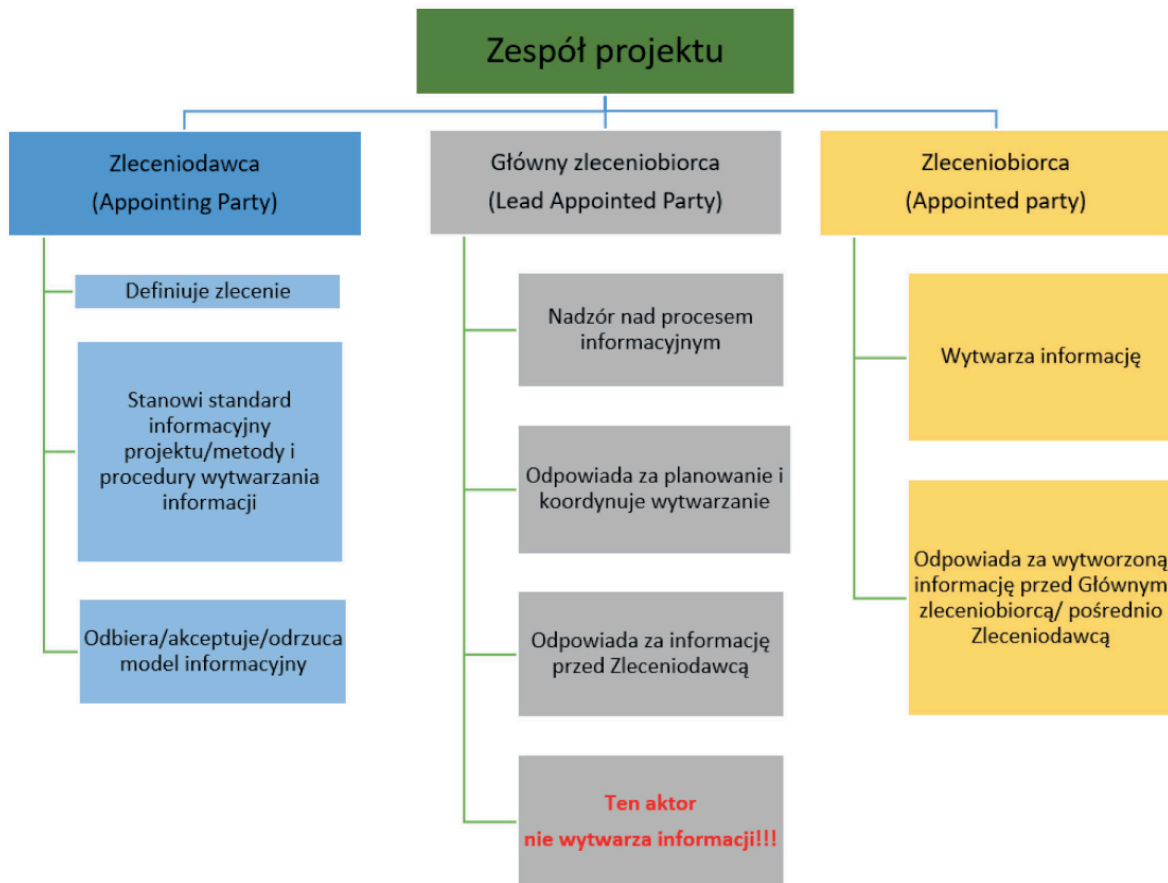 Zespół projektu
Zleceniodawca
(Appointing Party)
Definiuje zlecenie
Stanowi standard
informacyjny
projektu/metody i
procedury wytwarzania
informacji
Odbiera/akceptuje/odrzuca
model informacyjny
Główny zleceniobiorca
(Lead Appointed Party)
Nadzór nad procesem
informacyjnym
Odpowiada za planowanie i
koordynuje wytwarzanie
Odpowiada za informację
przed Zleceniodawcą
Ten aktor
nie wytwarza informacji!!!
Zleceniobiorca
(Appointed party)
Wytwarza informację
Odpowiada za wytworzoną
informację przed Głównym
zleceniobiorcą/ pośrednio
Zleceniodawcą